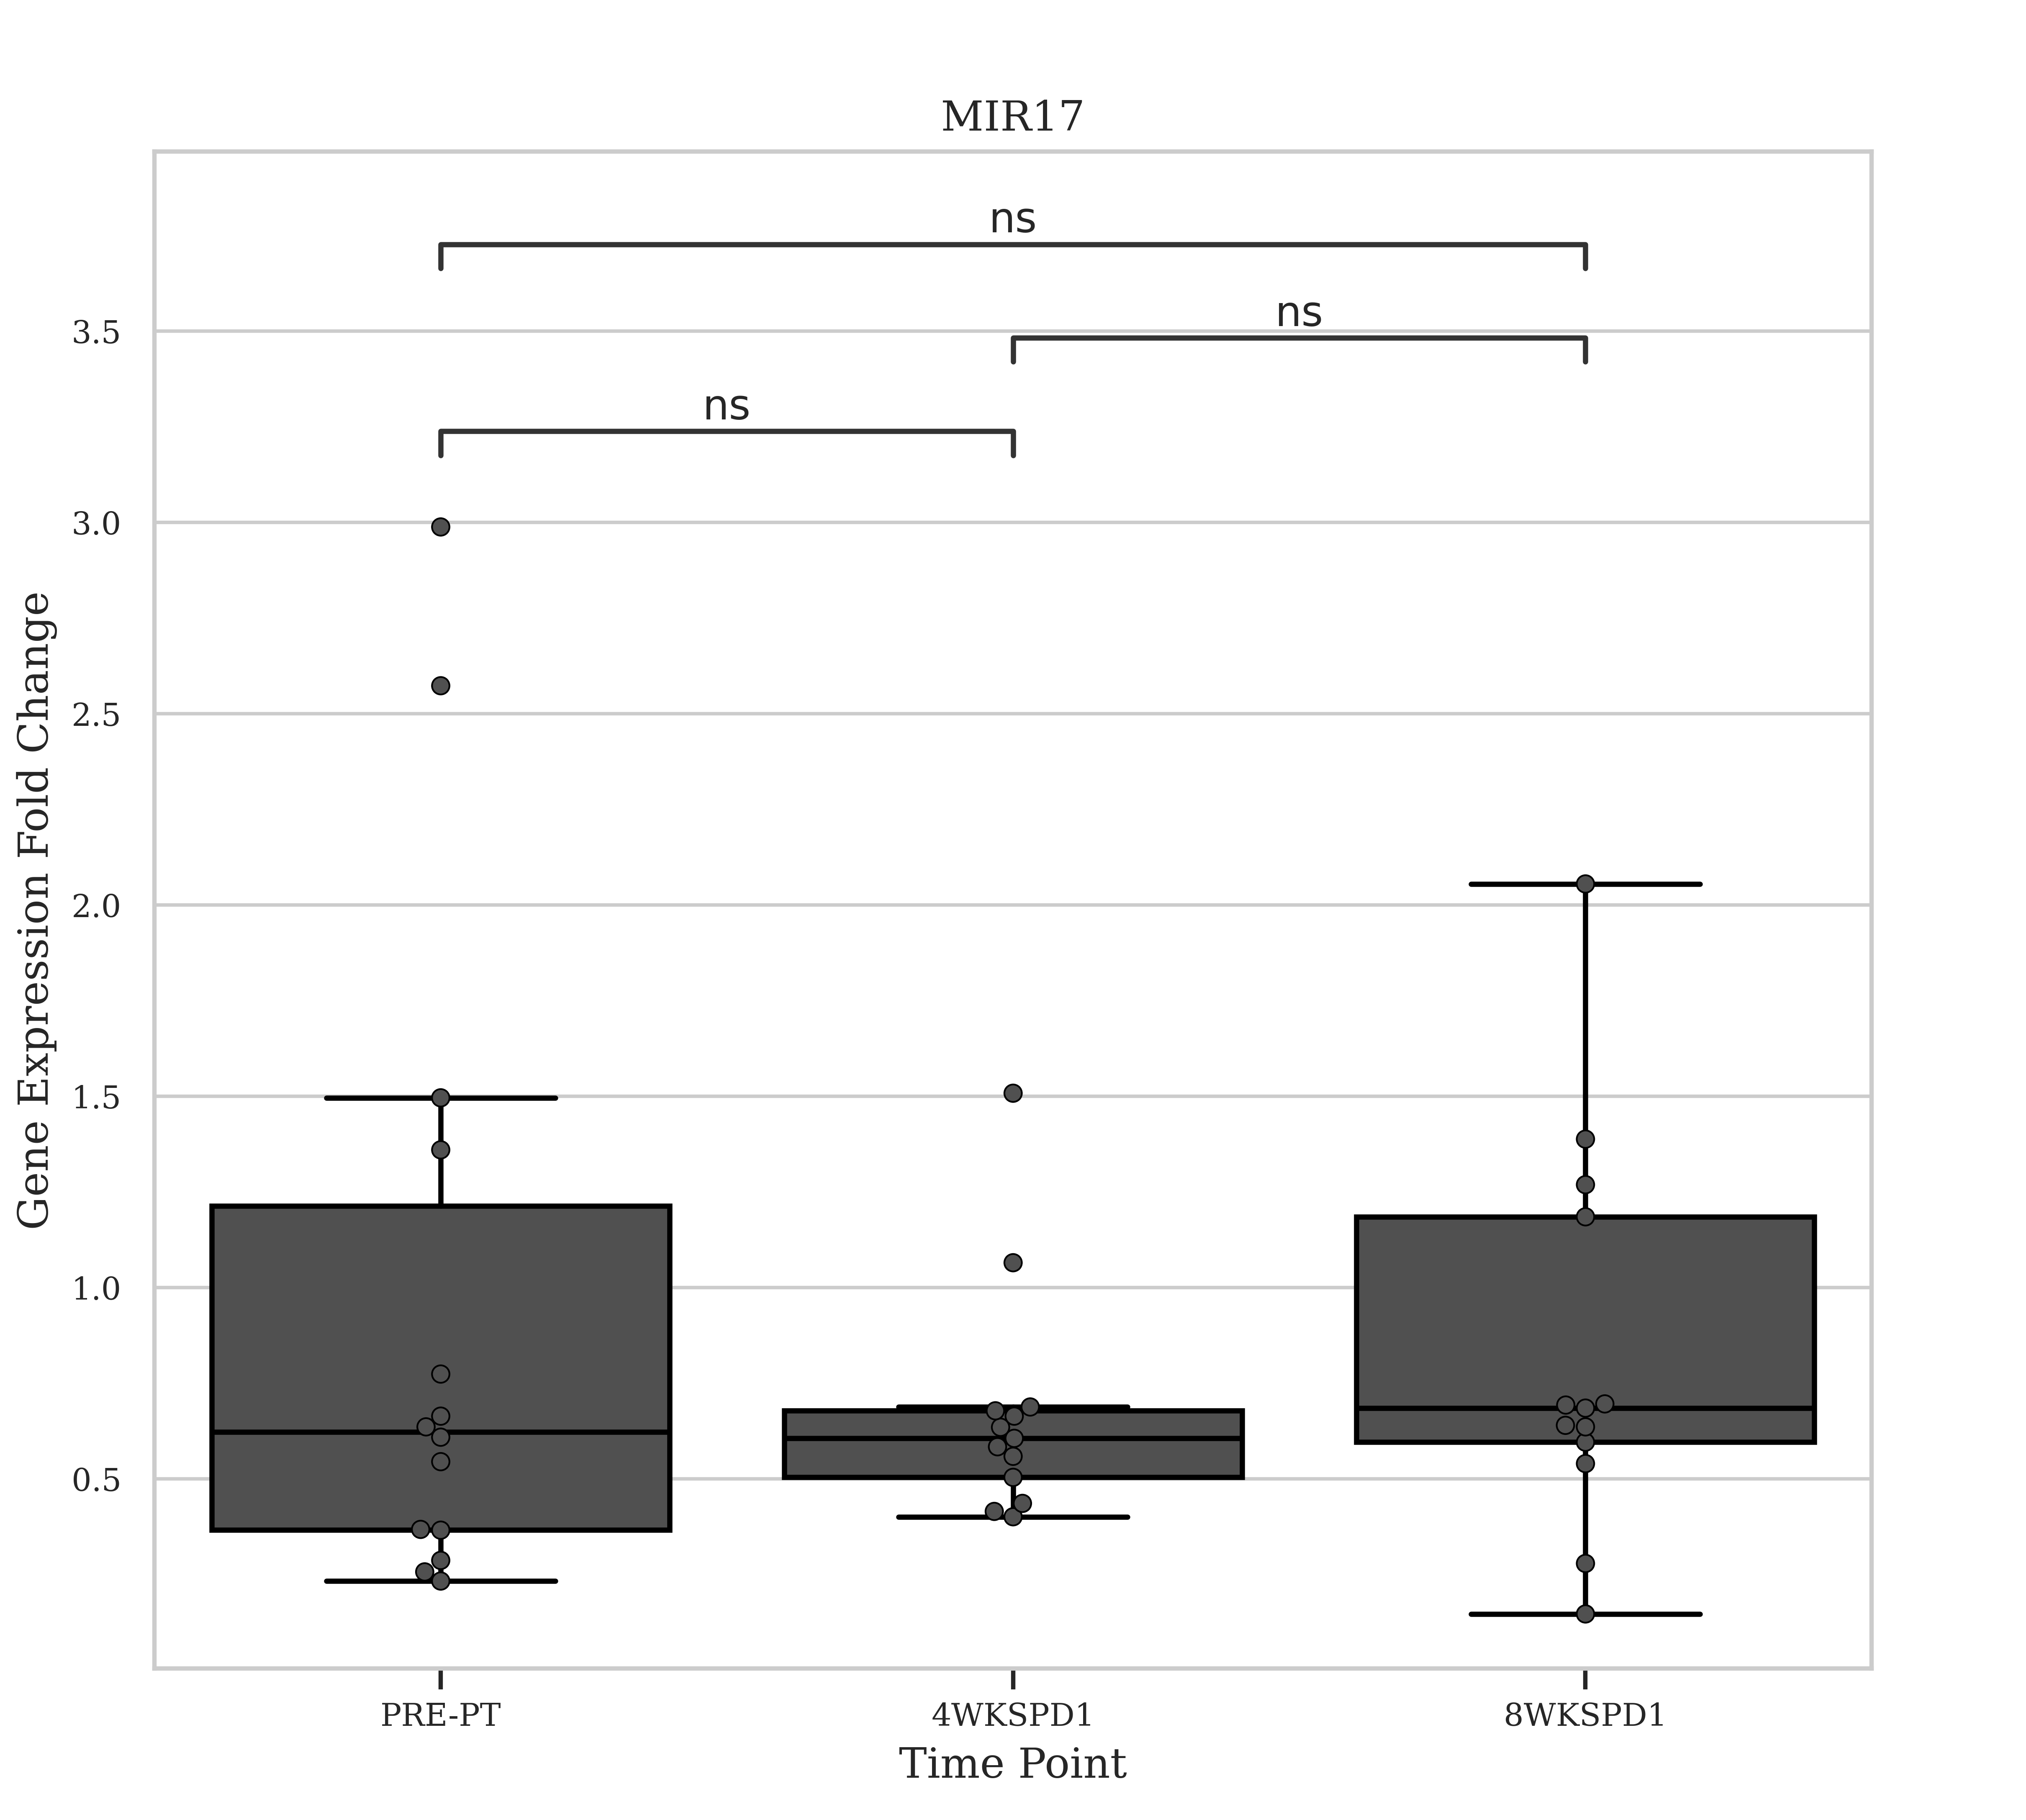 MIR17
ns
ns
ns
3.5
3.0
2.5
2.0
1.5
1.0
0.5
Gene Expression Fold Change
PRE-PT 4WKSPD1 8WKSPD1
Time Point